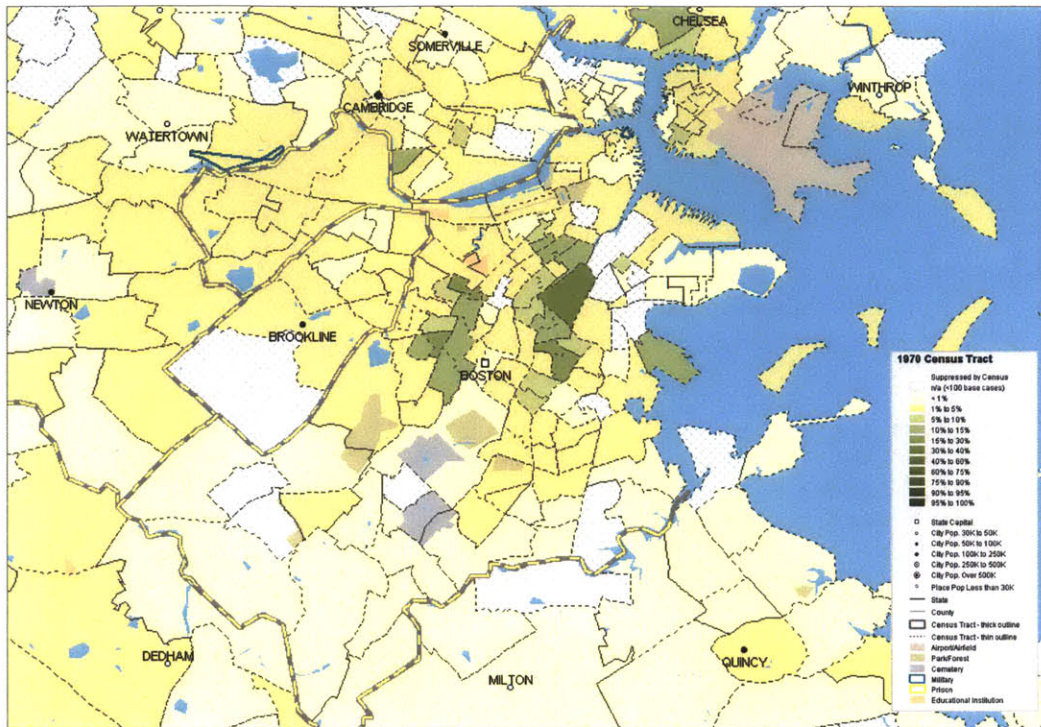 CHELSEA
SOMERVILLE
WINTHROP
CAMBRIDGE
WATERTOWN
NEWTON
BROOKLINE
BOSTON
DEDHAM
MILTON
QUINCY
1970 Census Tract
Suppressed by Census
n/a (<100 base cases)
< 1%
1% to 5%
5% to 10%
10% to 15%
15% to 30%
30% to 40%
40% to 60%
60% to 75%
75% to 90%
90% to 95%
95% to 100%
State Capital
City Pop. 30K to 50K
City Pop. 50K to 100K
City Pop. 100K to 250K
City Pop. 250K to 500K
City Pop. Over 500K
Place Pop Less than 30K
State
County
Census Tract - thick outline
Census Tract - thin outline
Airport/Airfield
Park/Forest
Cemetery
Military
Prison
Educational Institution